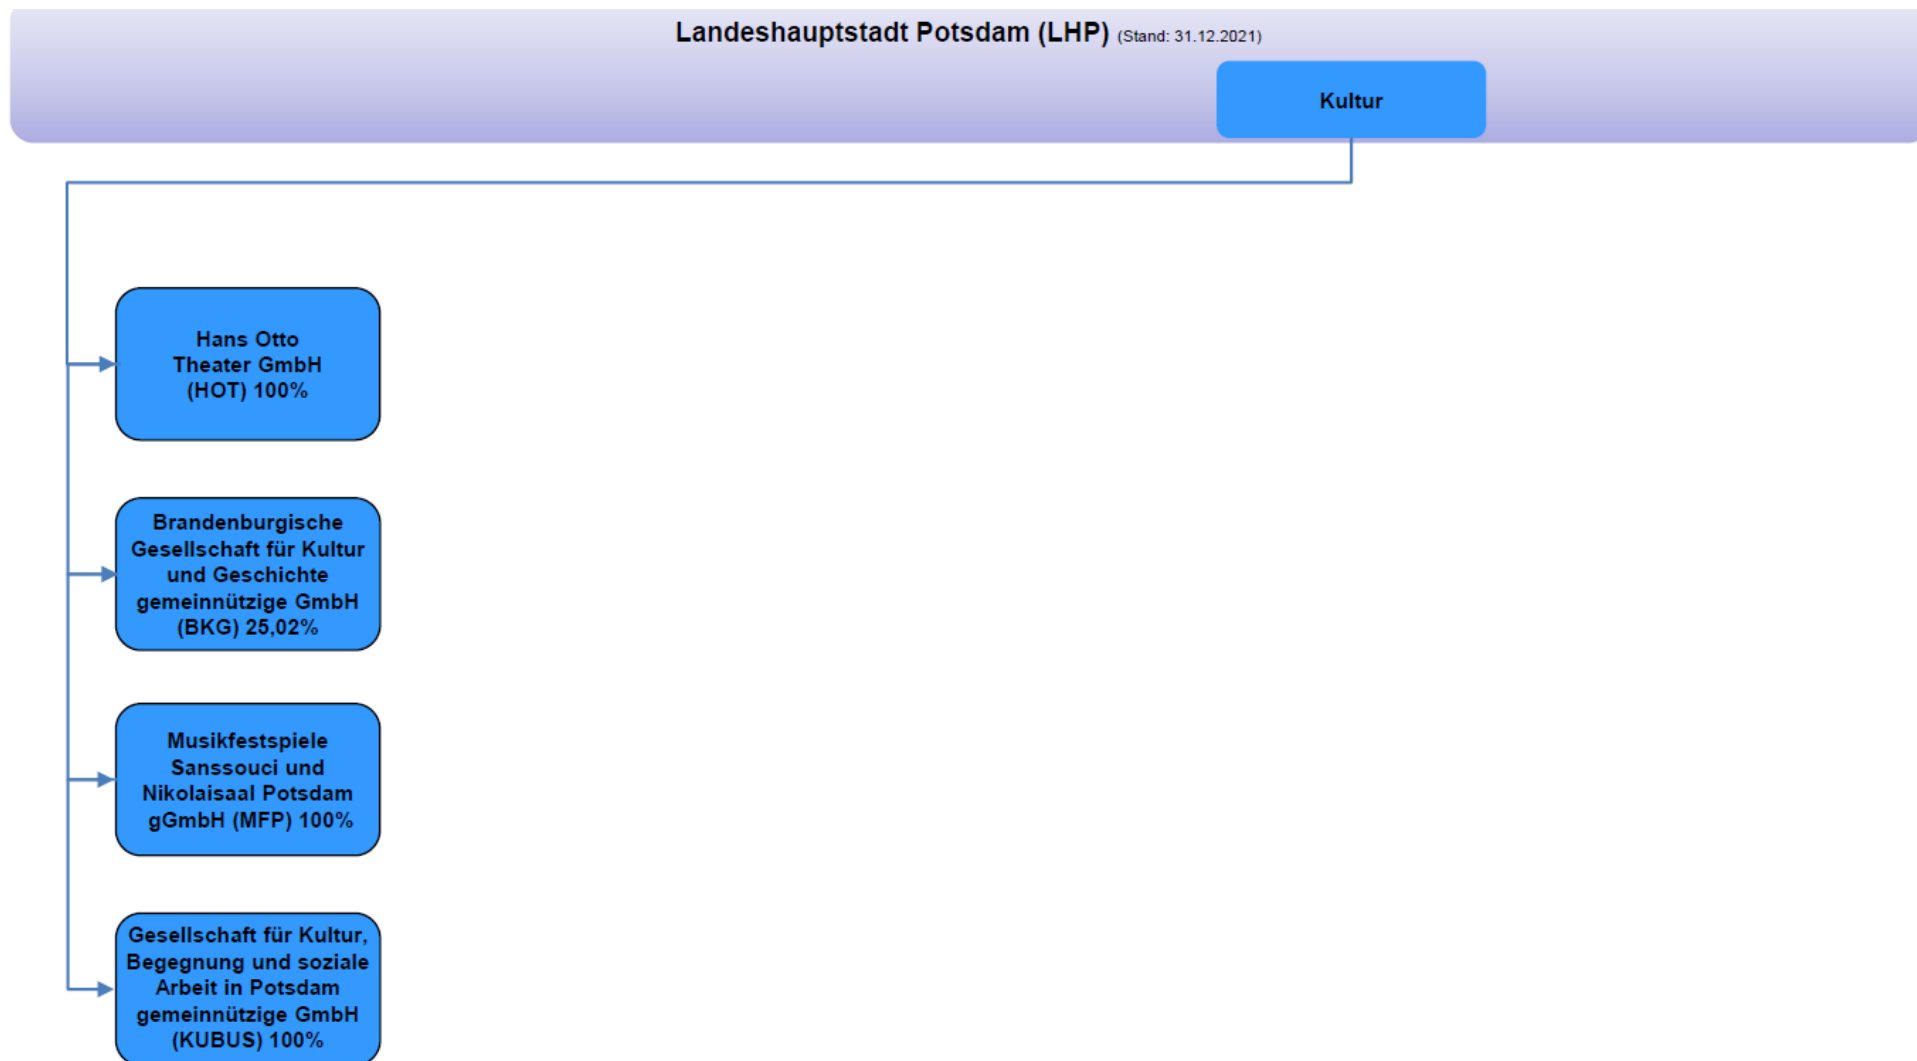 Landeshauptstadt Potsdam (LHP) (Stand: 31.12.2021)
Kultur
Hans Otto
Theater GmbH
(HOT) 100%
Brandenburgische
Gesellschaft für Kultur
und Geschichte
gemeinnützige GmbH
(BKG) 25,02%
Musikfestspiele
Sanssouci und
Nikolaisaal Potsdam
gGmbH (MFP) 100%
Gesellschaft für Kultur,
Begegnung und soziale
Arbeit in Potsdam
gemeinnützige GmbH
(KUBUS) 100%